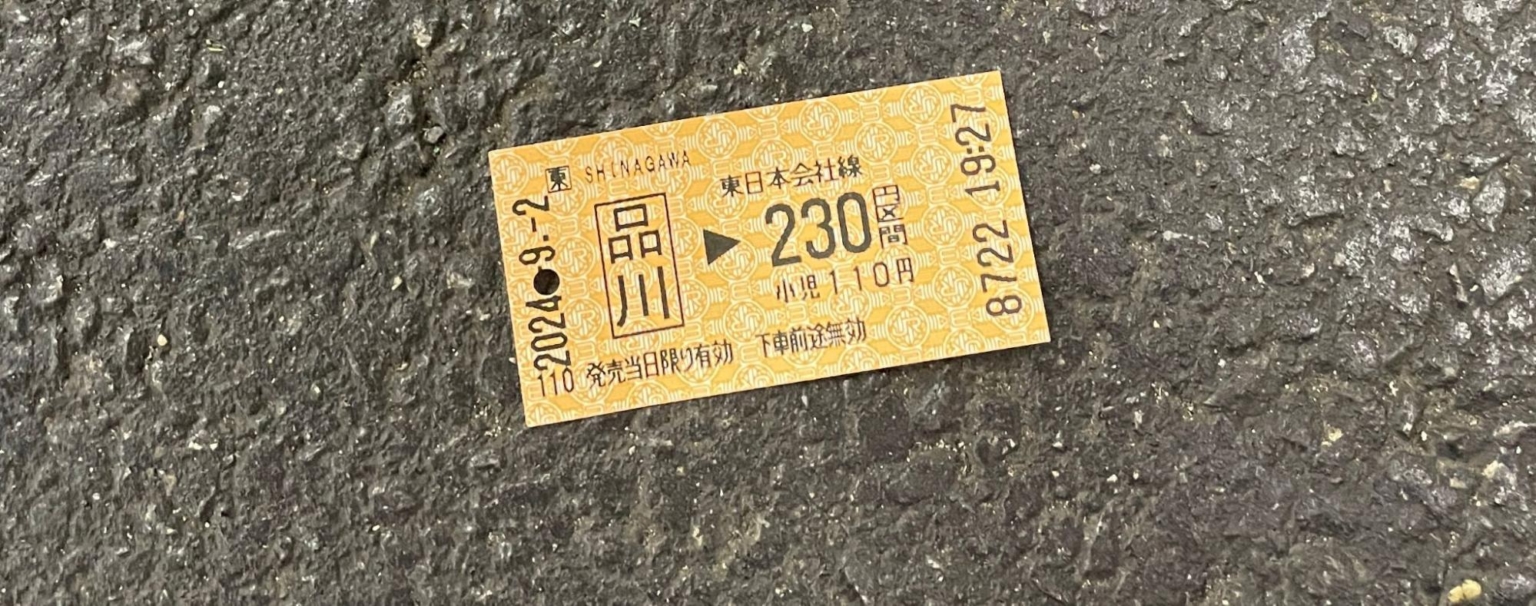 東 SHINAGAWA
品川
▶
東日本会社線
230円区間
小児110円
発売当日限り有効 下車前途無効
110
2024.-9.-2
8722 19:27